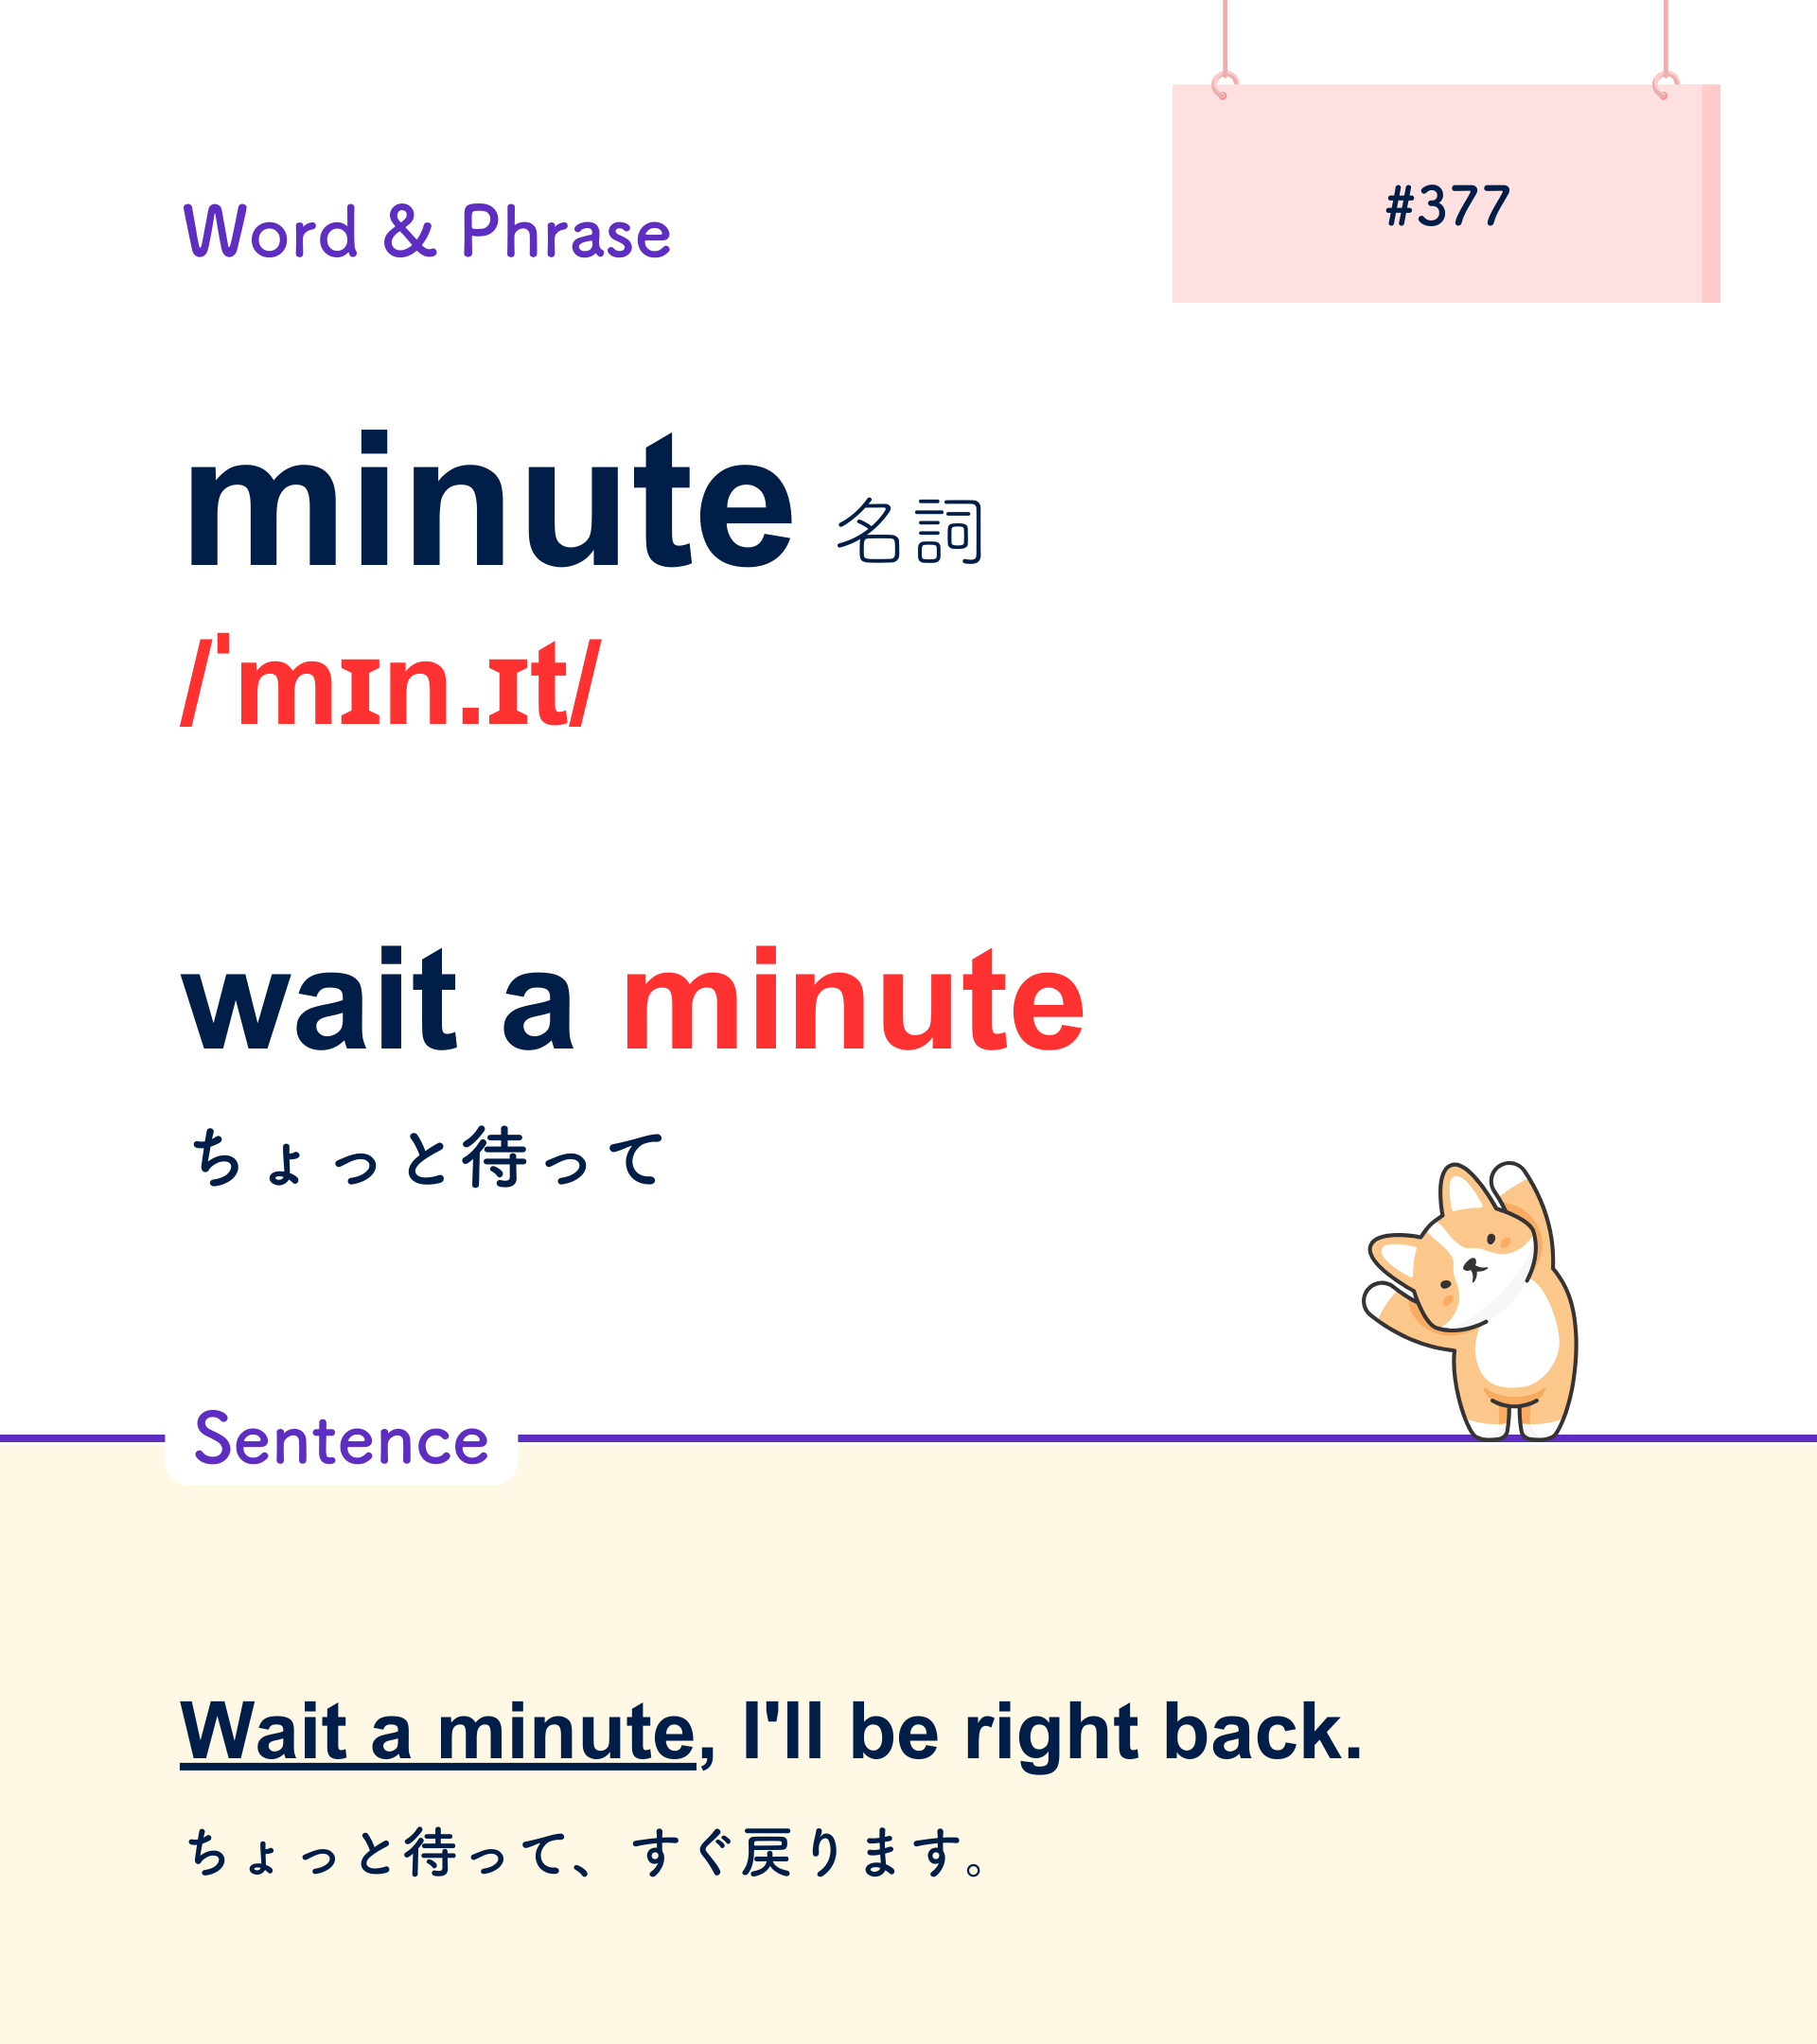 #377
Word & Phrase
minute 名詞
/ˈmɪn.ɪt/
wait a minute
ちょっと待って
Sentence
Wait a minute, I'll be right back.
ちょっと待って、すぐ戻ります。